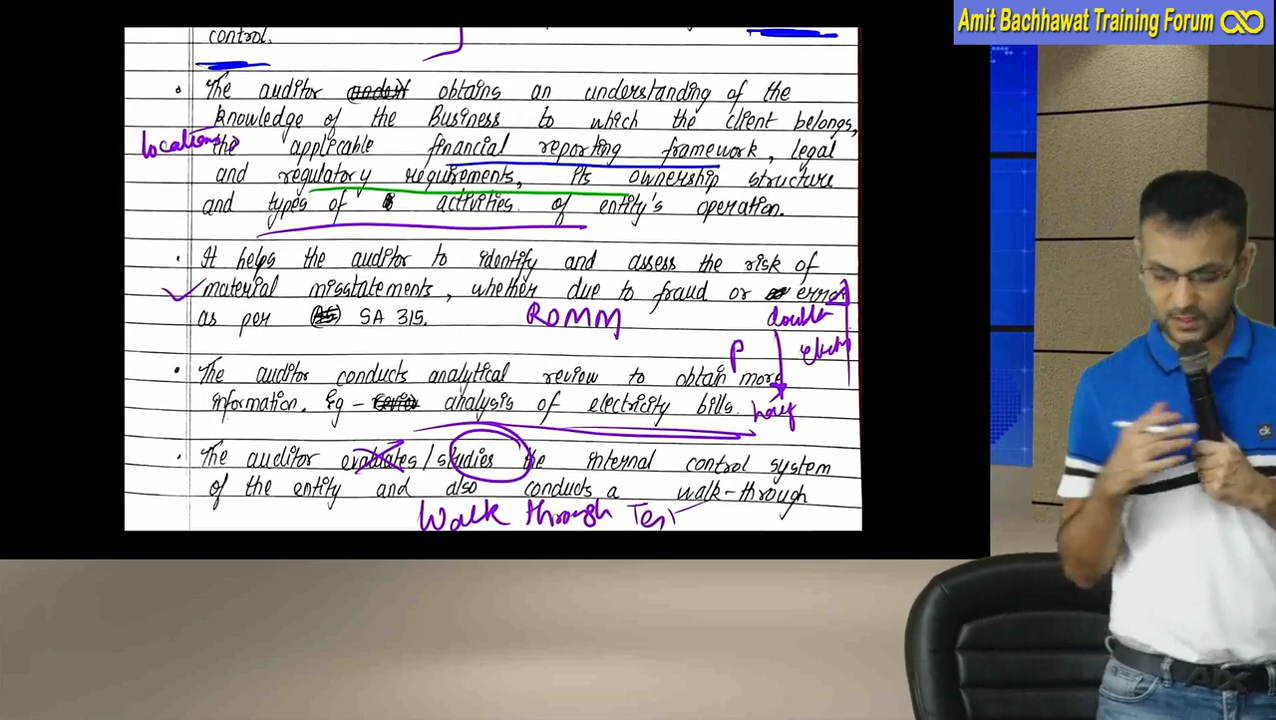 Amit Bachhawat Training Forum
control.
• The auditor obtains an understanding of the
knowledge of the Business to which the client belongs,
locations
the applicable financial reporting framework, legal
and regulatory requirements, its ownership structure
and types of activities of entity's operation.
• It helps the auditor to identify and assess the risk of
material misstatements, whether due to fraud or error
as per SA 315.
ROMM
double
P
• The auditor conducts analytical review to obtain more
information. Eg - analysis of electricity bills.
half
• The auditor evaluates / studies the internal control system
of the entity and also conducts a walk-through
Walk through Test